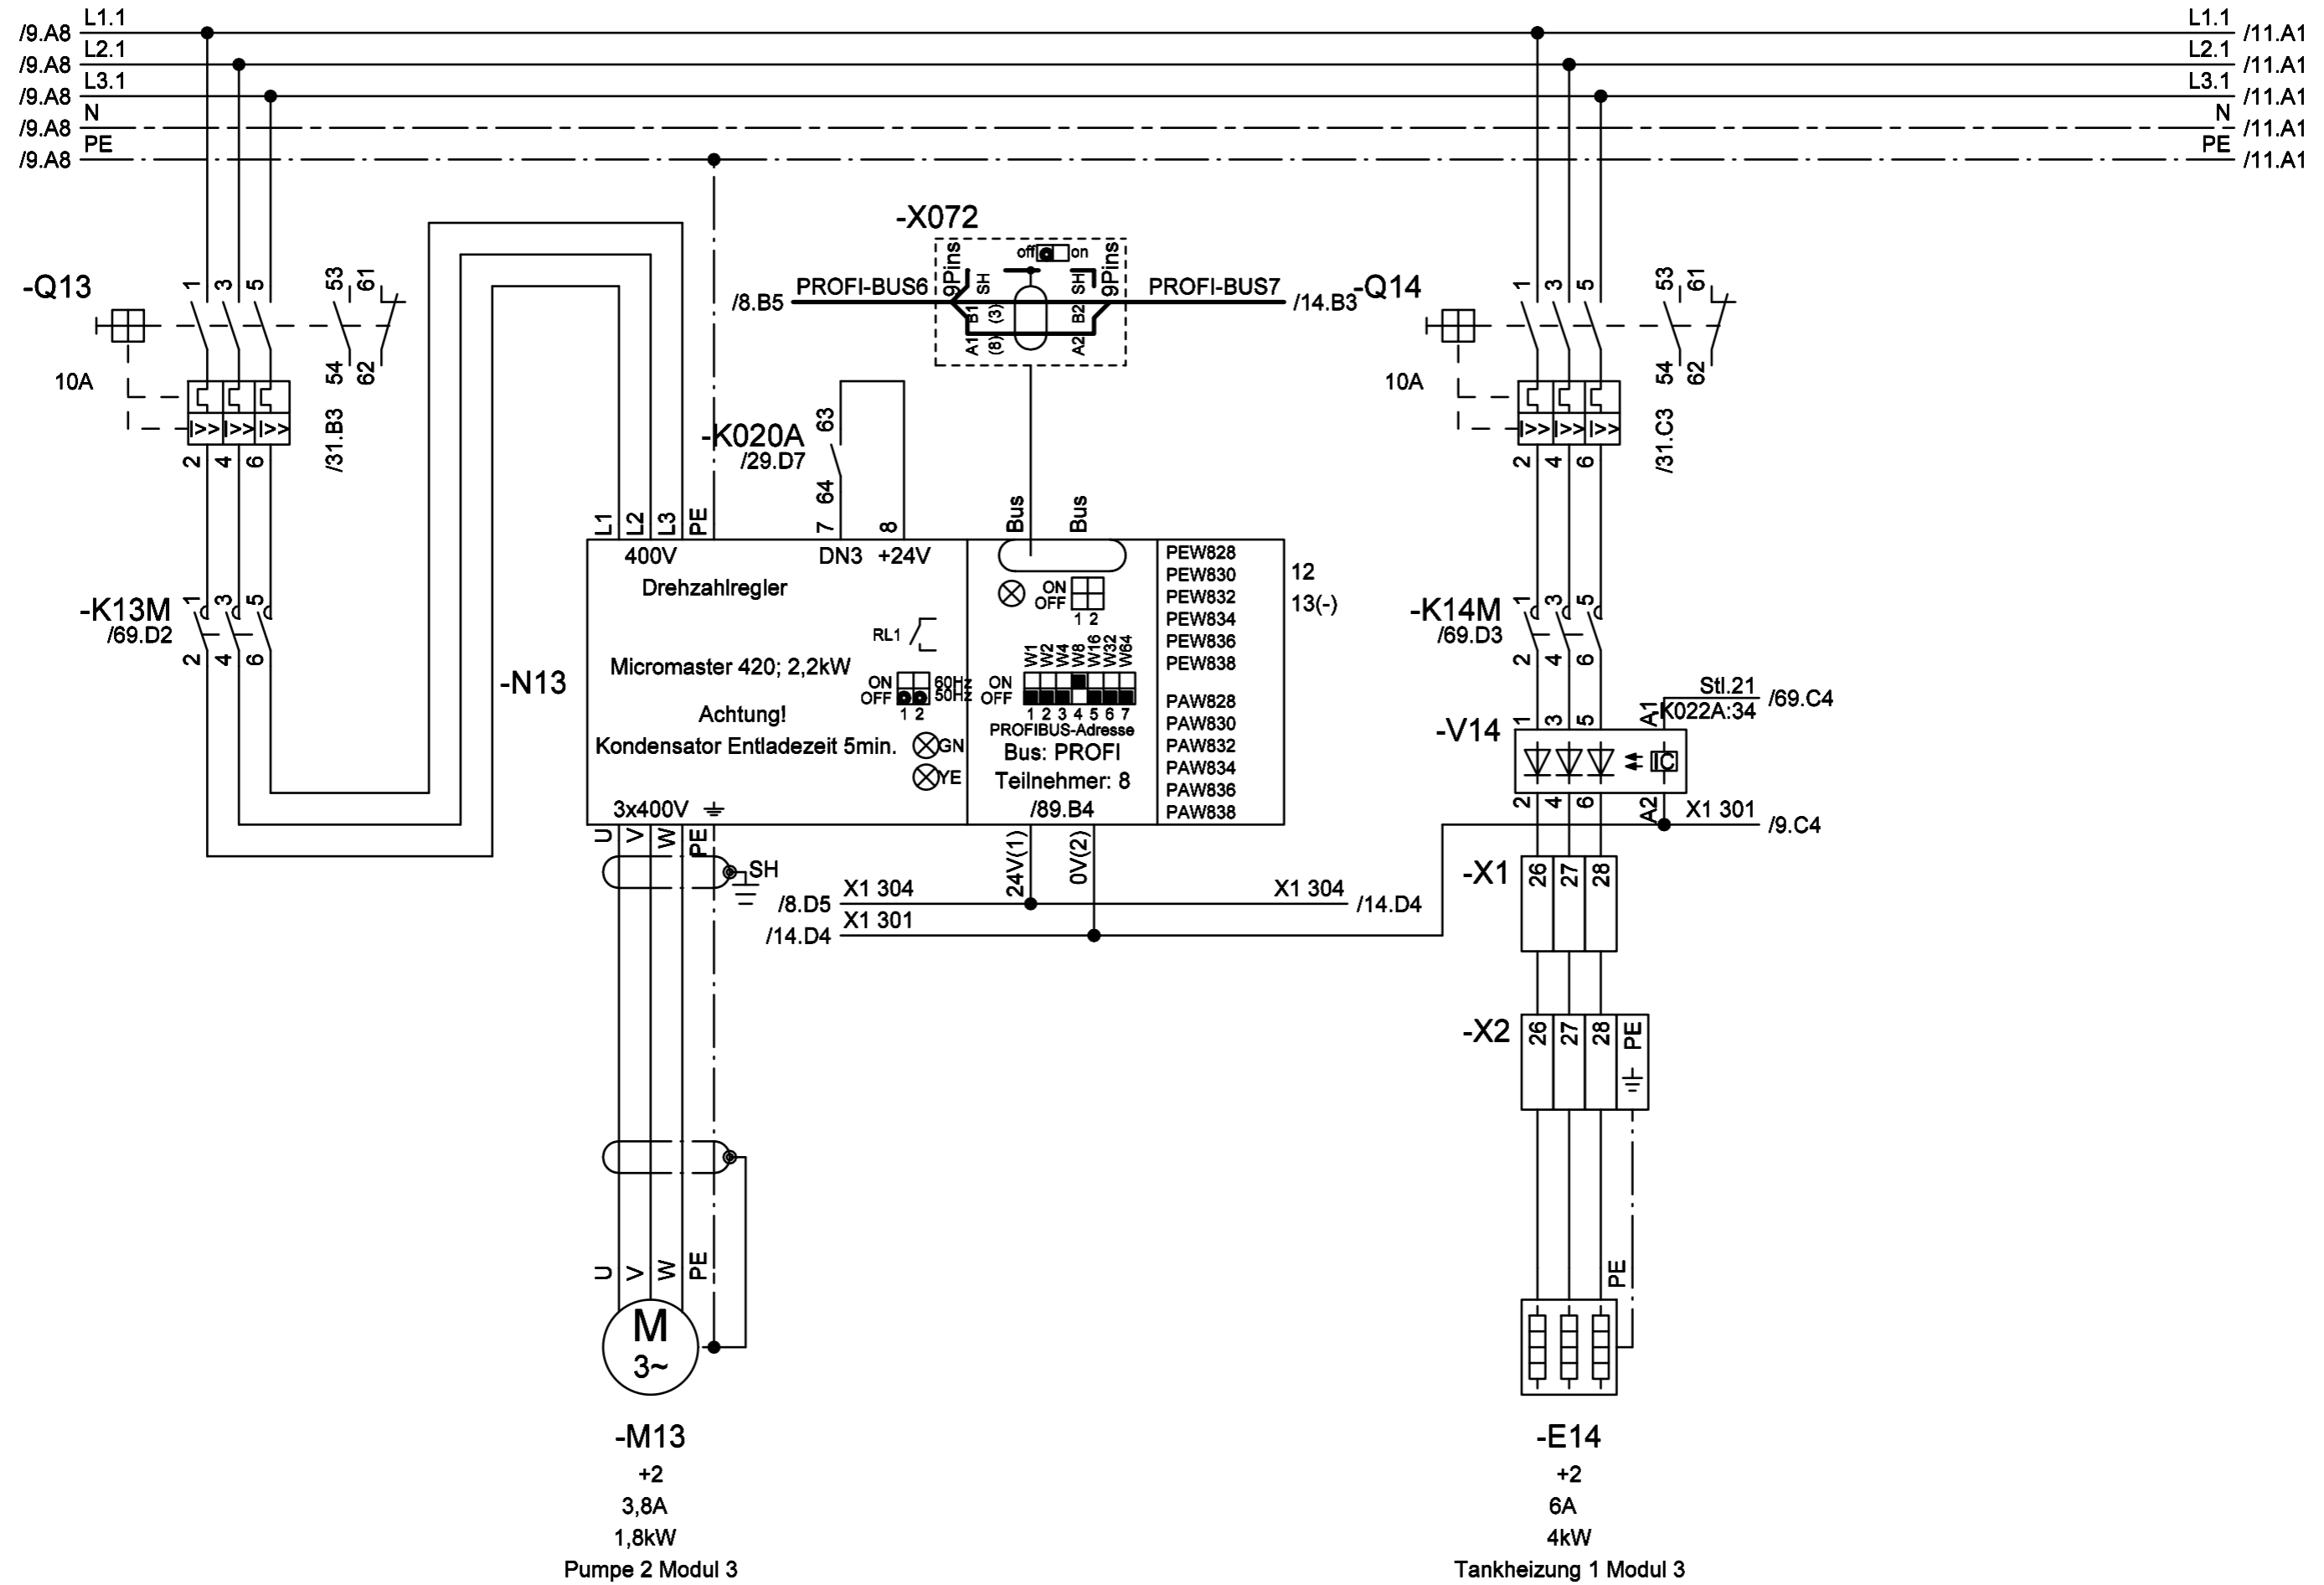 /9.A8 L1.1 L1.1 /11.A1
/9.A8 L2.1 L2.1 /11.A1
/9.A8 L3.1 L3.1 /11.A1
/9.A8 N N /11.A1
/9.A8 PE PE /11.A1
-X072
9Pins SH off on SH 9Pins
/8.B5 PROFI-BUS6 PROFI-BUS7 /14.B3
B1 (3) B2
A1 (8) A2
-Q13
1 3 5 53 61
10A
54 62
2 4 6 /31.B3
-Q14
1 3 5 53 61
10A
54 62
2 4 6 /31.C3
-K020A
/29.D7
63
64
7 8
-K13M
/69.D2
1 3 5
2 4 6
-K14M
/69.D3
1 3 5
2 4 6
L1 L2 L3 PE
Bus Bus
400V DN3 +24V
Drehzahlregler
RL1
Micromaster 420; 2,2kW
-N13
ON 60Hz
OFF 50Hz
1 2
Achtung!
Kondensator Entladezeit 5min.
GN
YE
3x400V
ON
OFF
1 2
W1 W2 W4 W8 W16 W32 W64
ON
OFF
1 2 3 4 5 6 7
PROFIBUS-Adresse
Bus: PROFI
Teilnehmer: 8
/89.B4
PEW828
PEW830
PEW832
PEW834
PEW836
PEW838
PAW828
PAW830
PAW832
PAW834
PAW836
PAW838
12
13(-)
U V W PE
SH
24V(1) 0V(2)
/8.D5 X1 304 X1 304 /14.D4
/14.D4 X1 301
Stl.21 /69.C4
-K022A:34
-V14
1 3 5 A1
IC
2 4 6 A2
X1 301 /9.C4
-X1
26 27 28
-X2
26 27 28 PE
U V W PE
PE
M
3~
-M13
+2
3,8A
1,8kW
Pumpe 2 Modul 3
-E14
+2
6A
4kW
Tankheizung 1 Modul 3
I>> I>> I>>
I>> I>> I>>